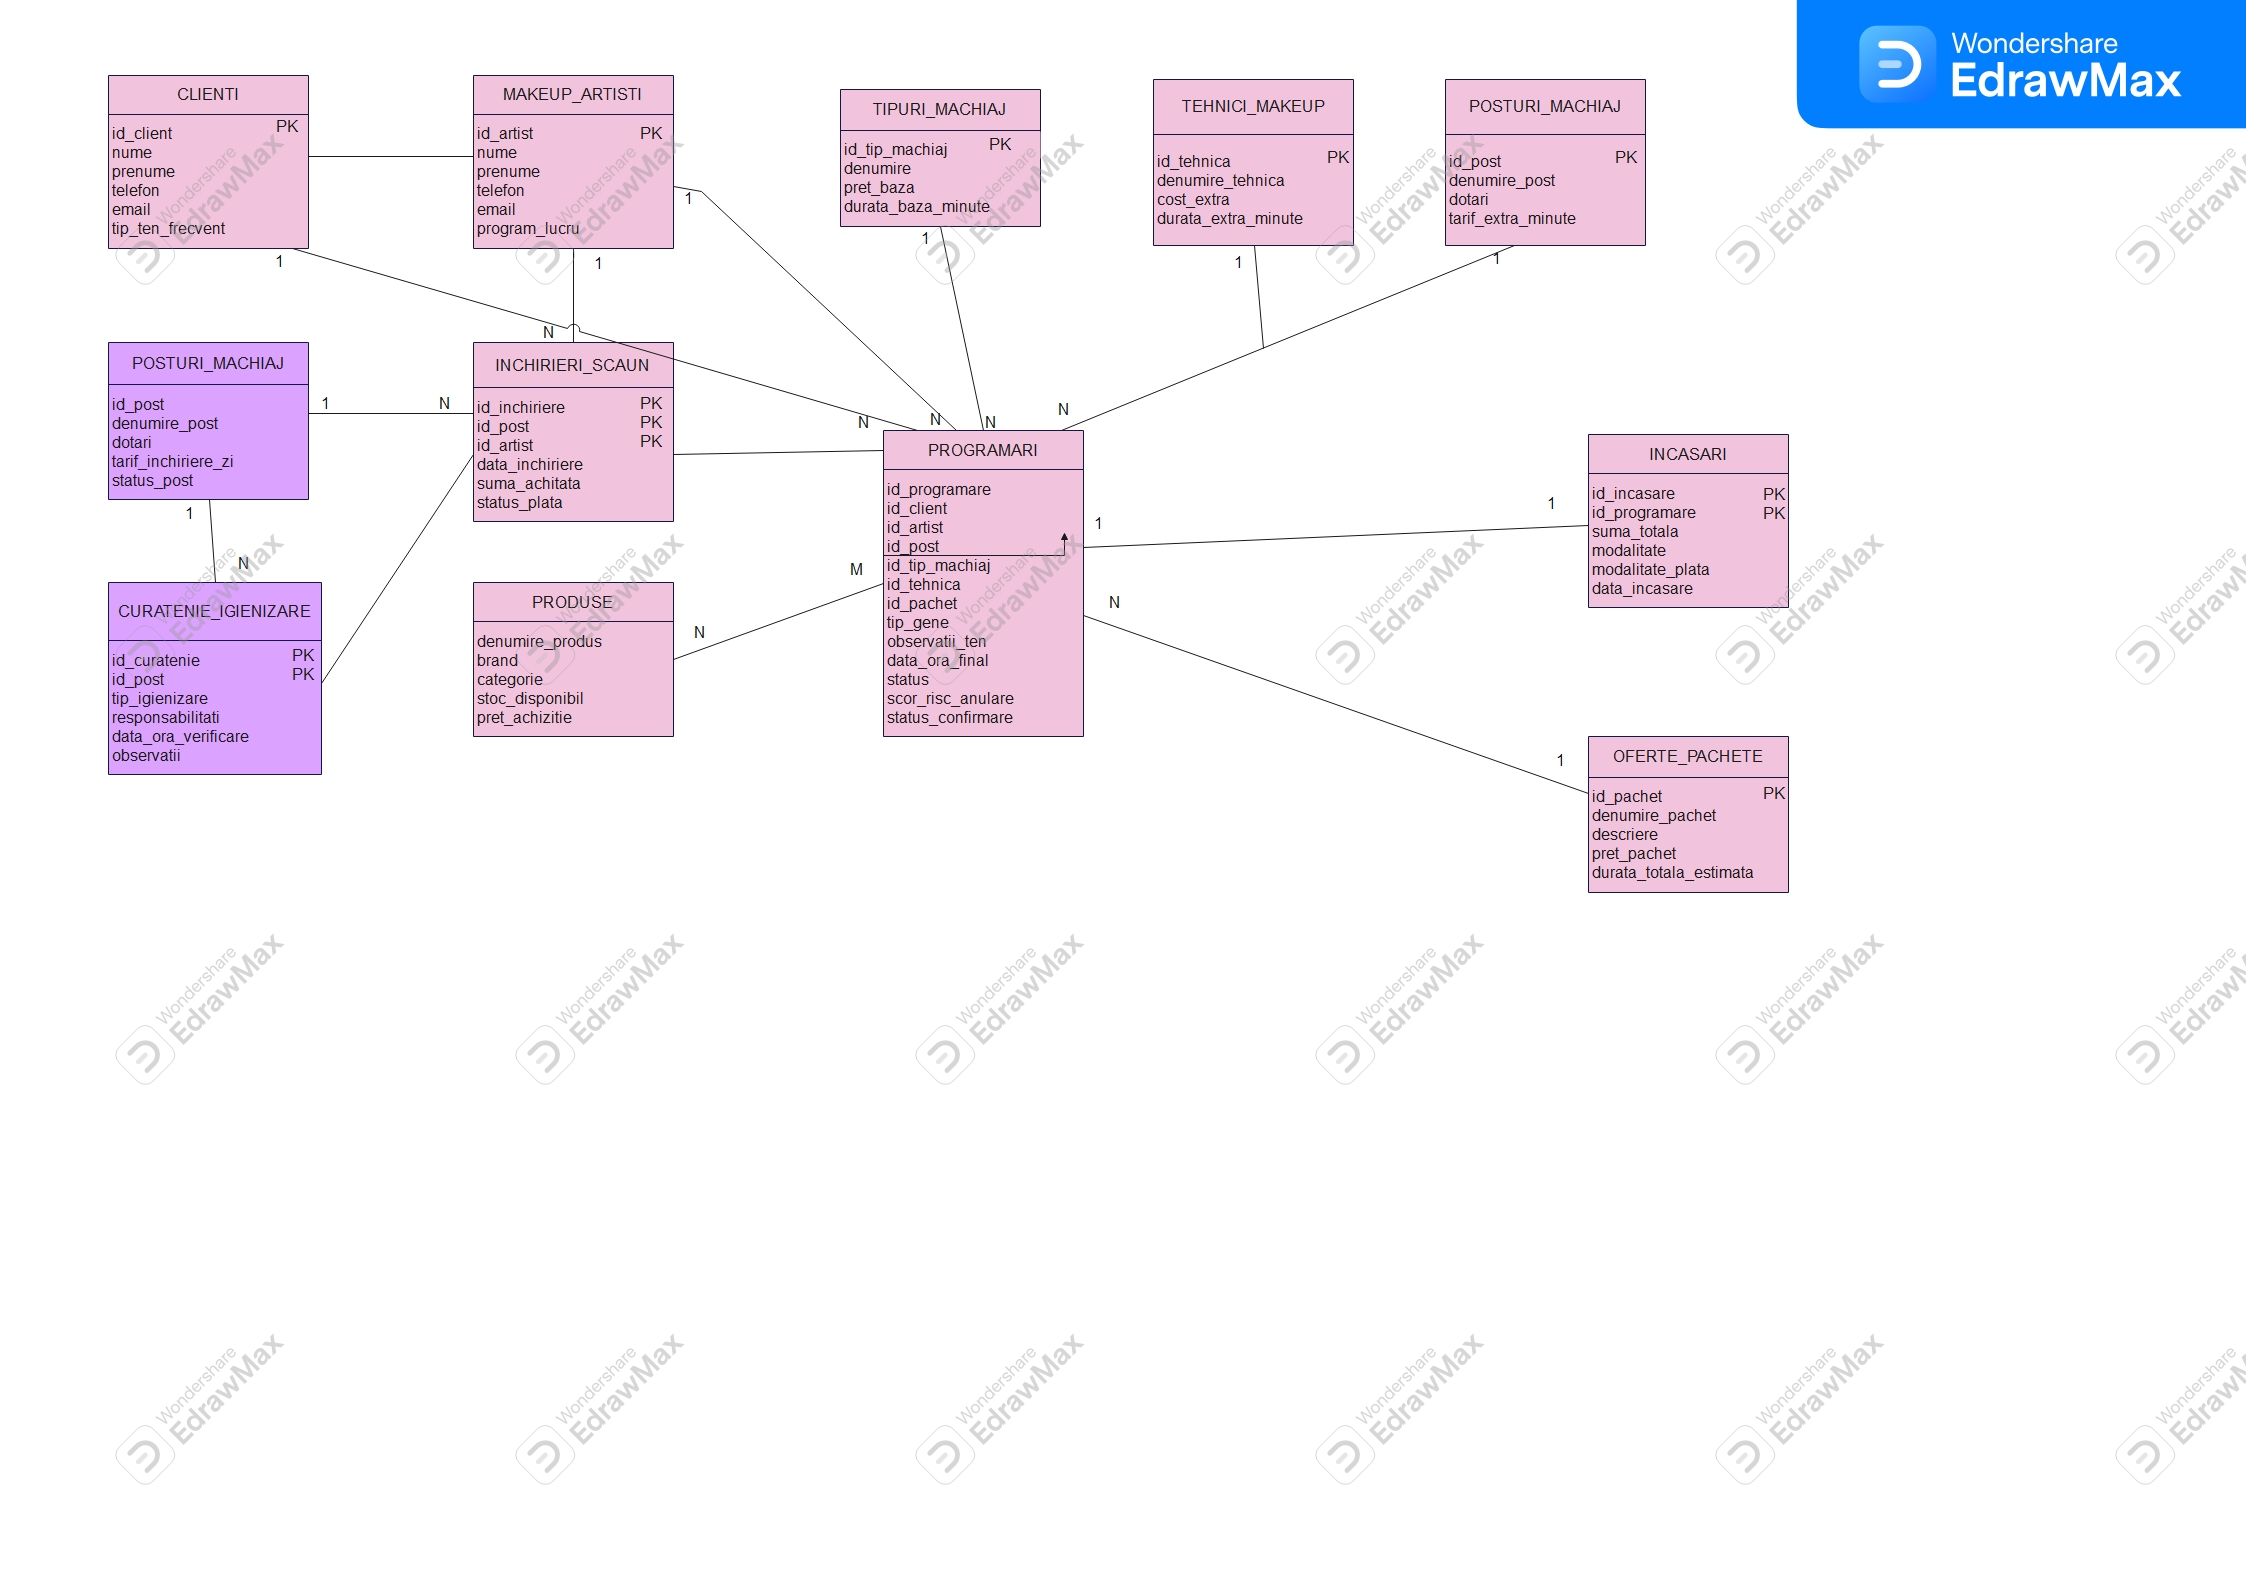 Wondershare
EdrawMax
CLIENTI
id_client PK
nume
prenume
telefon
email
tip_ten_frecvent
MAKEUP_ARTISTI
id_artist PK
nume
prenume
telefon
email
program_lucru
TIPURI_MACHIAJ
id_tip_machiaj PK
denumire
pret_baza
durata_baza_minute
TEHNICI_MAKEUP
id_tehnica PK
denumire_tehnica
cost_extra
durata_extra_minute
POSTURI_MACHIAJ
id_post PK
denumire_post
dotari
tarif_extra_minute
1
1
1
1
1
1
N
N
N
N
N
POSTURI_MACHIAJ
id_post
denumire_post
dotari
tarif_inchiriere_zi
status_post
1
N
INCHIRIERI_SCAUN
id_inchiriere PK
id_post PK
id_artist PK
data_inchiriere
suma_achitata
status_plata
PROGRAMARI
id_programare
id_client
id_artist
id_post
id_tip_machiaj
id_tehnica
id_pachet
tip_gene
observatii_ten
data_ora_final
status
scor_risc_anulare
status_confirmare
1
1
INCASARI
id_incasare PK
id_programare PK
suma_totala
modalitate
modalitate_plata
data_incasare
1
N
CURATENIE_IGIENIZARE
id_curatenie PK
id_post PK
tip_igienizare
responsabilitati
data_ora_verificare
observatii
PRODUSE
denumire_produs
brand
categorie
stoc_disponibil
pret_achizitie
N
M
N
1
OFERTE_PACHETE
id_pachet PK
denumire_pachet
descriere
pret_pachet
durata_totala_estimata